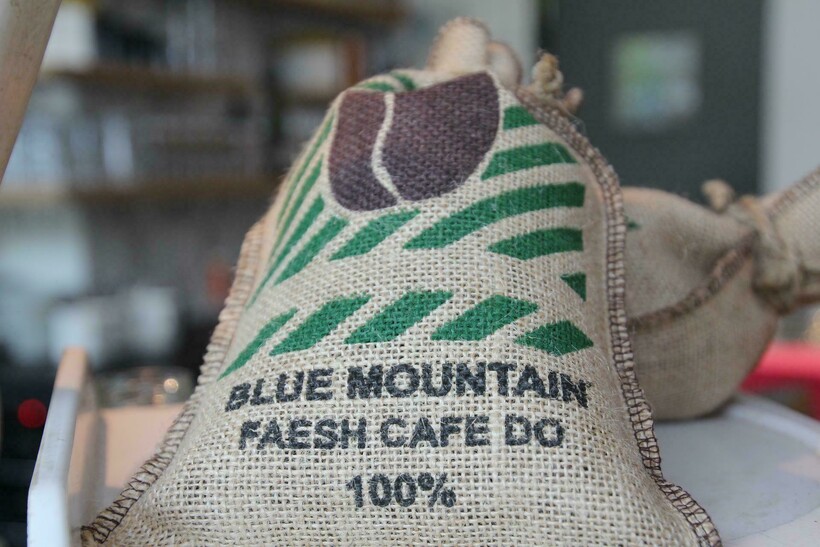 BLUE MOUNTAIN
FAESH CAFE DO
100%